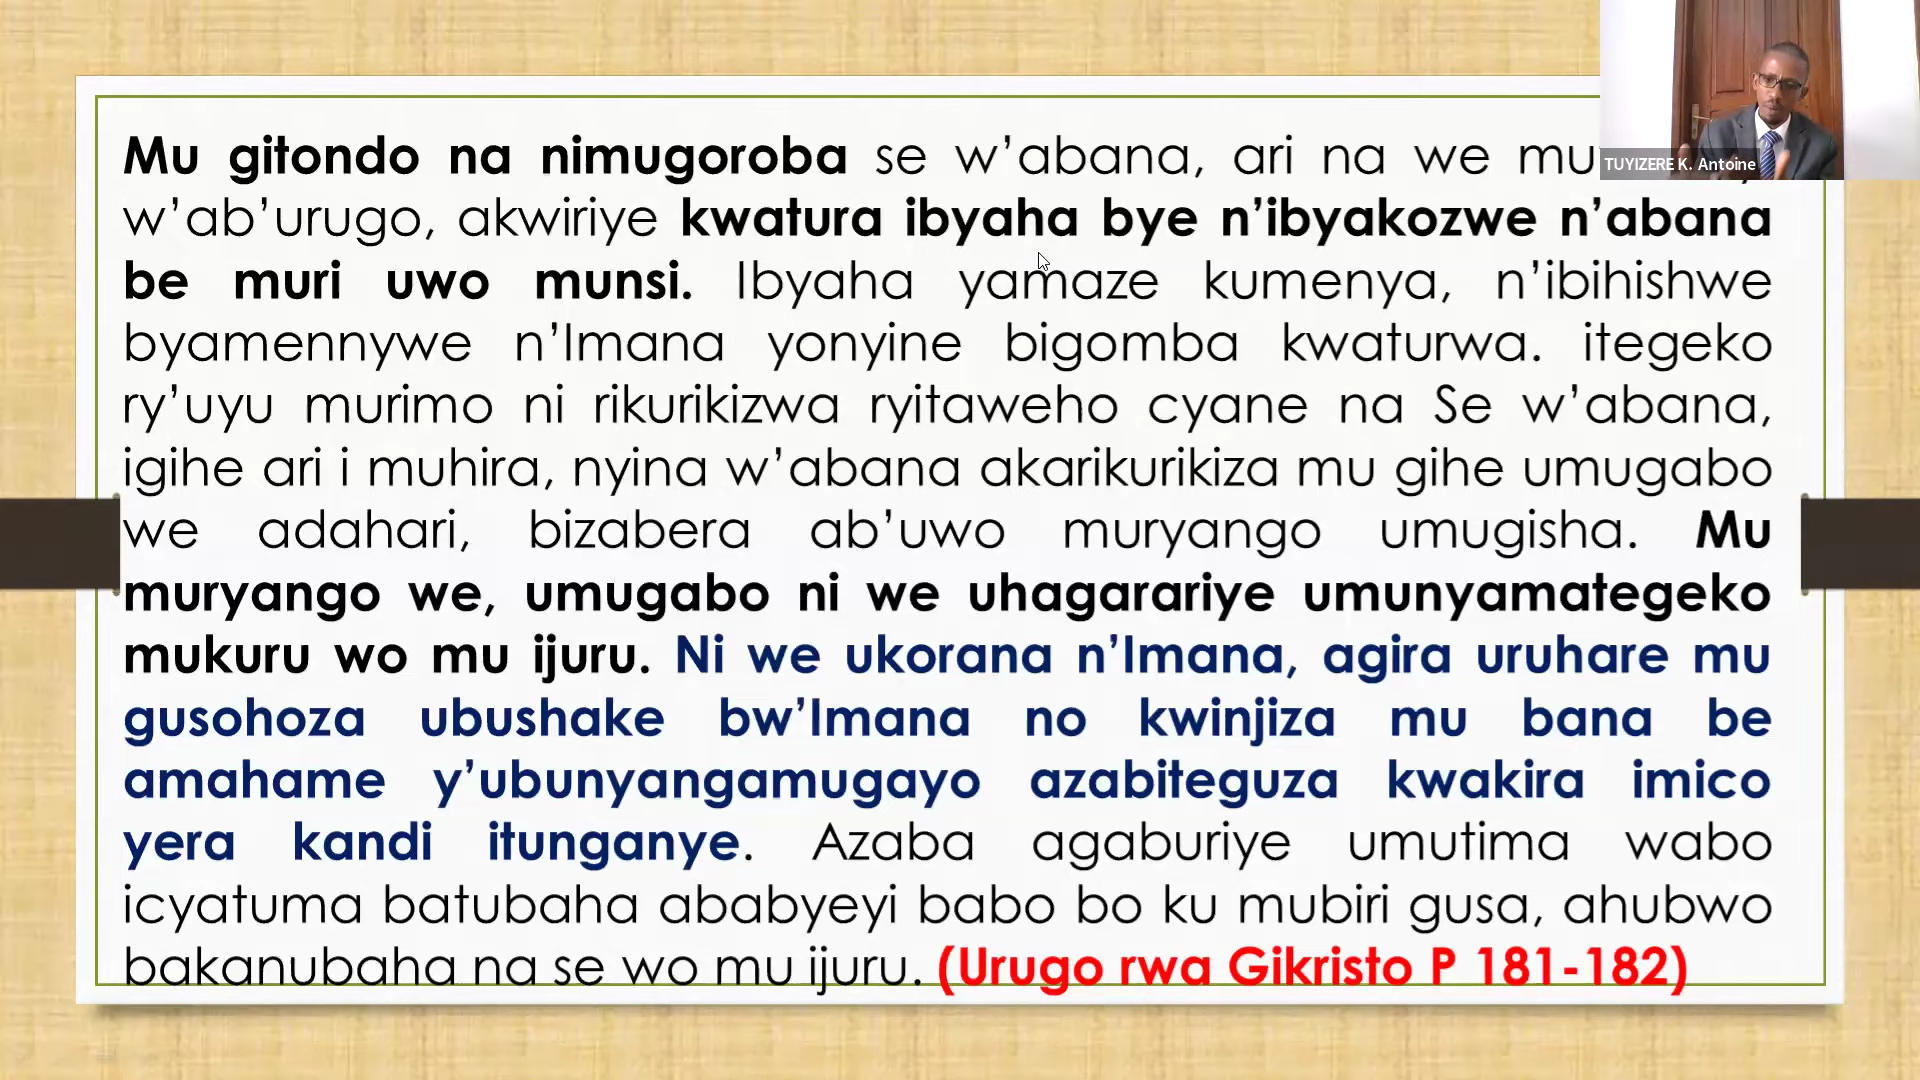 Mu gitondo na nimugoroba se w’abana, ari na we
w’ab’urugo, akwiriye kwatura ibyaha bye n’ibyakozwe n’abana
be muri uwo munsi. Ibyaha yamaze kumenya, n’ibihishwe
byamennywe n’Imana yonyine bigomba kwaturwa. itegeko
ry’uyu murimo ni rikurikizwa ryitaweho cyane na Se w’abana,
igihe ari i muhira, nyina w’abana akarikurikiza mu gihe umugabo
we adahari, bizabera ab’uwo muryango umugisha. Mu
muryango we, umugabo ni we uhagarariye umunyamategeko
mukuru wo mu ijuru. Ni we ukorana n’Imana, agira uruhare mu
gusohoza ubushake bw’Imana no kwinjiza mu bana be
amahame y’ubunyangamugayo azabiteguza kwakira imico
yera kandi itunganye. Azaba agaburiye umutima wabo
icyatuma batubaha ababyeyi babo bo ku mubiri gusa, ahubwo
bakanubaha na se wo mu ijuru. (Urugo rwa Gikristo P 181-182)
TUYIZERE K. Antoine